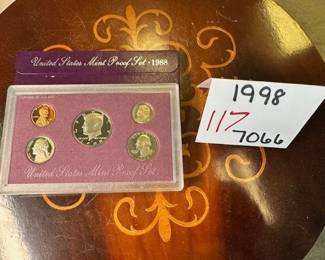 United States Mint Proof Set · 1988
United States Mint Proof Set
1998
117
7066